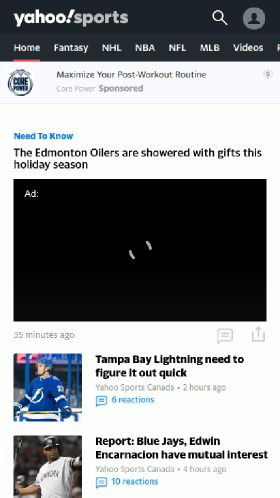 yahoo!sports
Home Fantasy NHL NBA NFL MLB Videos
CORE POWER
Maximize Your Post-Workout Routine
Core Power Sponsored
Need To Know
The Edmonton Oilers are showered with gifts this
holiday season
Ad:
35 minutes ago
Tampa Bay Lightning need to
figure it out quick
Yahoo Sports Canada • 2 hours ago
6 reactions
Report: Blue Jays, Edwin
Encarnacion have mutual interest
Yahoo Sports Canada • 4 hours ago
10 reactions